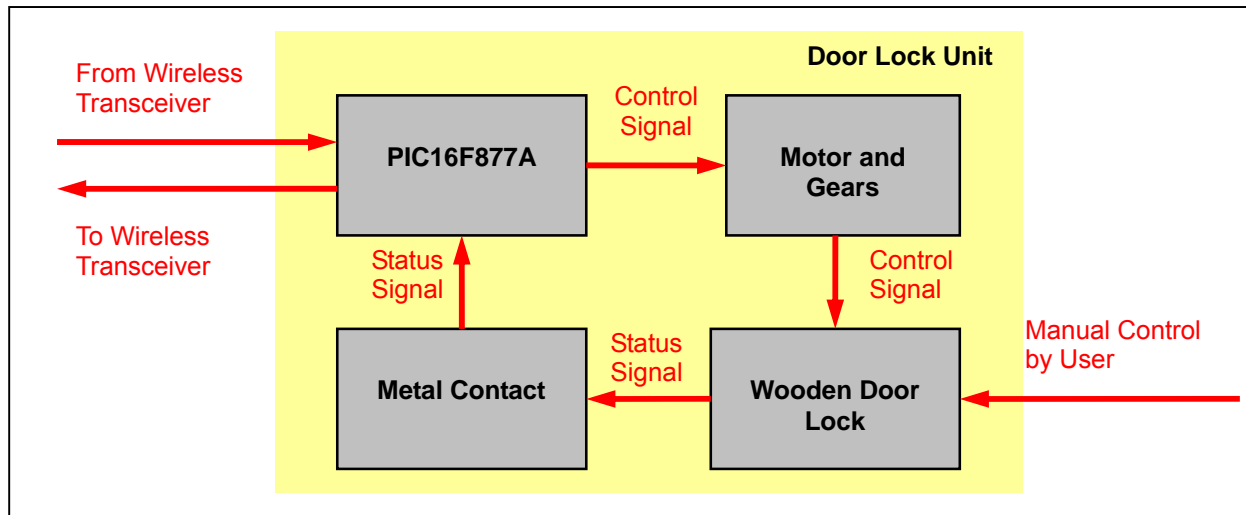 Door Lock Unit
From Wireless
Transceiver
To Wireless
Transceiver
PIC16F877A
Control
Signal
Motor and
Gears
Control
Signal
Status
Signal
Metal Contact
Status
Signal
Wooden Door
Lock
Manual Control
by User